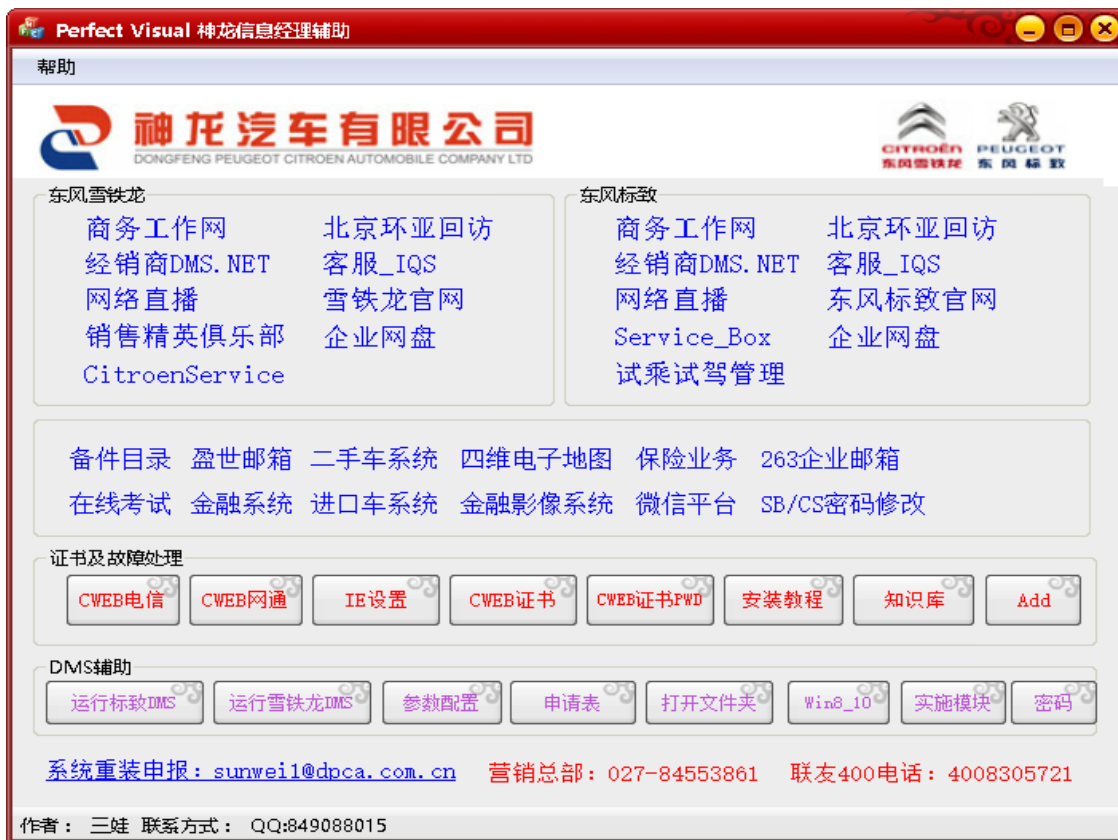 Perfect Visual 神龙信息经理辅助
帮助
神龙汽车有限公司
DONGFENG PEUGEOT CITROEN AUTOMOBILE COMPANY LTD
CITROËN PEUGEOT
东风雪铁龙 东风标致
东风雪铁龙
商务工作网 北京环亚回访
经销商DMS.NET 客服_IQS
网络直播 雪铁龙官网
销售精英俱乐部 企业网盘
CitroenService
东风标致
商务工作网 北京环亚回访
经销商DMS.NET 客服_IQS
网络直播 东风标致官网
Service_Box 企业网盘
试乘试驾管理
备件目录 盈世邮箱 二手车系统 四维电子地图 保险业务 263企业邮箱
在线考试 金融系统 进口车系统 金融影像系统 微信平台 SB/CS密码修改
证书及故障处理
CWEB电信 CWEB网通 IE设置 CWEB证书 CWEB证书PWD 安装教程 知识库 Add
DMS辅助
运行标致DMS 运行雪铁龙DMS 参数配置 申请表 打开文件夹 Win8_10 实施模块 密码
系统重装申报：sunwei1@dpca.com.cn 营销总部：027-84553861 联友400电话：4008305721
作者： 三娃 联系方式： QQ:849088015